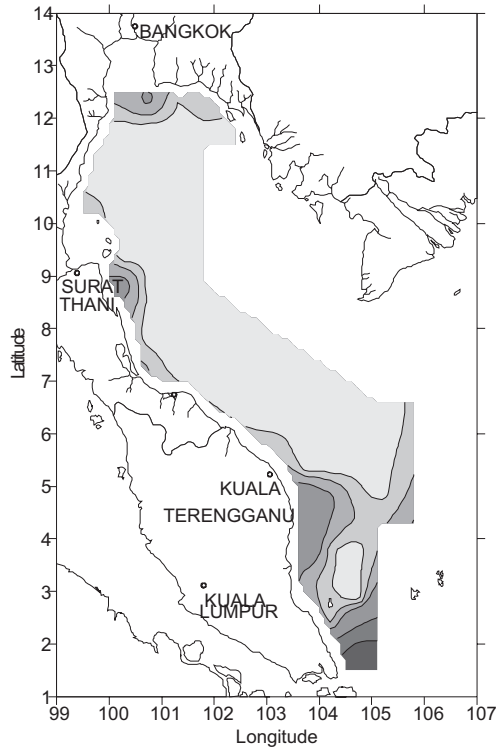 14
BANGKOK
13
12
11
10
9
SURAT
THANI
8
Latitude
7
6
5
KUALA
TERENGGANU
4
3
KUALA
LUMPUR
2
1
99 100 101 102 103 104 105 106 107
Longitude